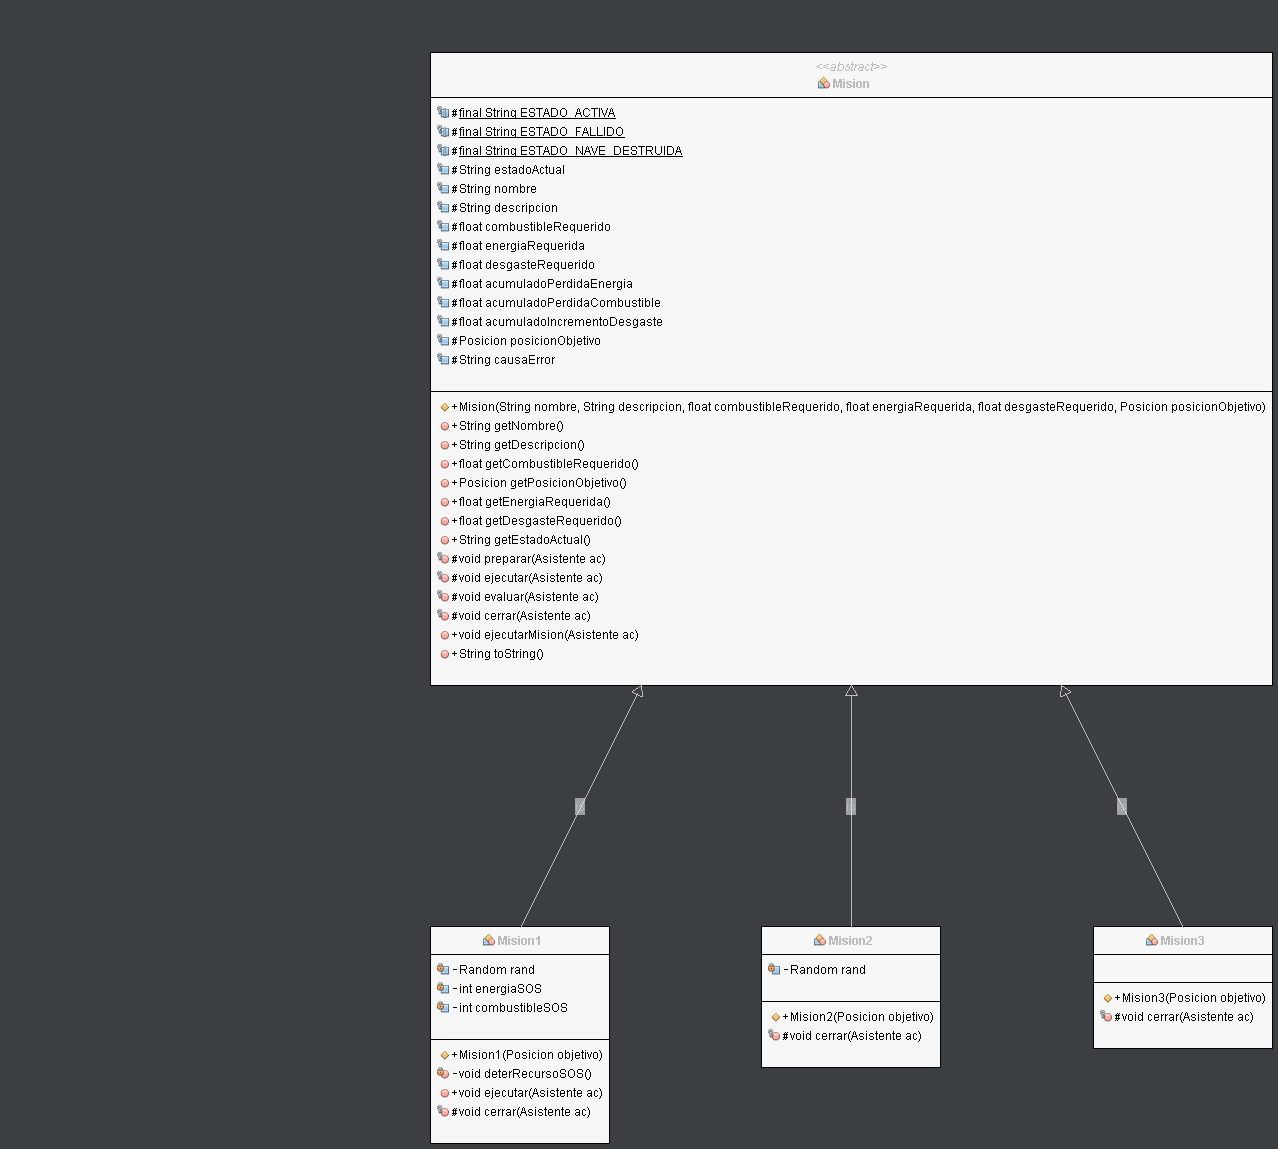 <<abstract>>
Mision
#final String ESTADO_ACTIVA
#final String ESTADO_FALLIDO
#final String ESTADO_NAVE_DESTRUIDA
#String estadoActual
#String nombre
#String descripcion
#float combustibleRequerido
#float energiaRequerida
#float desgasteRequerido
#float acumuladoPerdidaEnergia
#float acumuladoPerdidaCombustible
#float acumuladoIncrementoDesgaste
#Posicion posicionObjetivo
#String causaError
+Mision(String nombre, String descripcion, float combustibleRequerido, float energiaRequerida, float desgasteRequerido, Posicion posicionObjetivo)
+String getNombre()
+String getDescripcion()
+float getCombustibleRequerido()
+Posicion getPosicionObjetivo()
+float getEnergiaRequerida()
+float getDesgasteRequerido()
+String getEstadoActual()
#void preparar(Asistente ac)
#void ejecutar(Asistente ac)
#void evaluar(Asistente ac)
#void cerrar(Asistente ac)
+void ejecutarMision(Asistente ac)
+String toString()
Mision1
-Random rand
-int energiaSOS
-int combustibleSOS
+Mision1(Posicion objetivo)
-void deterRecursoSOS()
+void ejecutar(Asistente ac)
#void cerrar(Asistente ac)
Mision2
-Random rand
+Mision2(Posicion objetivo)
#void cerrar(Asistente ac)
Mision3
+Mision3(Posicion objetivo)
#void cerrar(Asistente ac)